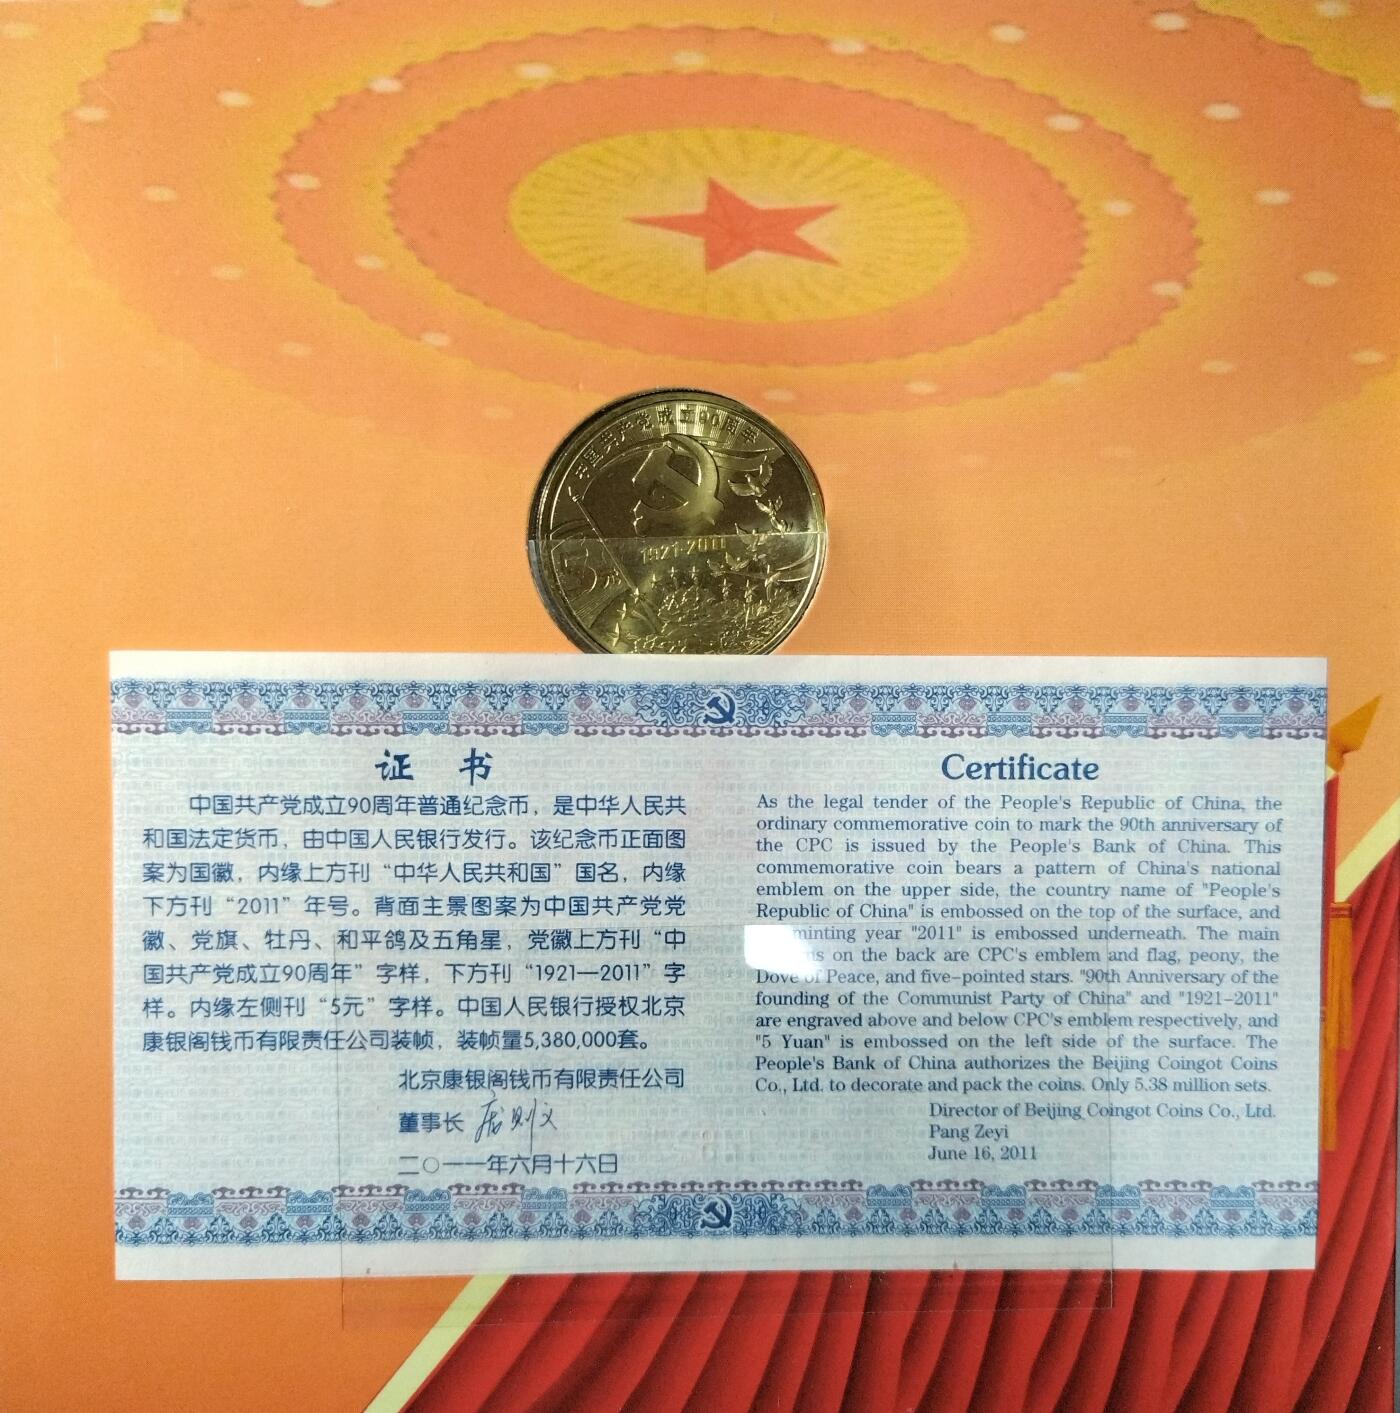 中国共产党成立90周年
1921-2011
5元
证 书
中国共产党成立90周年普通纪念币，是中华人民共
和国法定货币，由中国人民银行发行。该纪念币正面图
案为国徽，内缘上方刊“中华人民共和国”国名，内缘
下方刊“2011”年号。背面主景图案为中国共产党党
徽、党旗、牡丹、和平鸽及五角星，党徽上方刊“中
国共产党成立90周年”字样，下方刊“1921—2011”字
样。内缘左侧刊“5元”字样。中国人民银行授权北京
康银阁钱币有限责任公司装帧，装帧量5,380,000套。
北京康银阁钱币有限责任公司
董事长
二〇一一年六月十六日
Certificate
As the legal tender of the People's Republic of China, the
ordinary commemorative coin to mark the 90th anniversary of
the CPC is issued by the People's Bank of China. This
commemorative coin bears a pattern of China's national
emblem on the upper side, the country name of "People's
Republic of China" is embossed on the top of the surface, and
minting year "2011" is embossed underneath. The main
on the back are CPC's emblem and flag, peony, the
Dove of Peace, and five-pointed stars. "90th Anniversary of the
founding of the Communist Party of China" and "1921-2011"
are engraved above and below CPC's emblem respectively, and
"5 Yuan" is embossed on the left side of the surface. The
People's Bank of China authorizes the Beijing Coingot Coins
Co., Ltd. to decorate and pack the coins. Only 5.38 million sets.
Director of Beijing Coingot Coins Co., Ltd.
Pang Zeyi
June 16, 2011